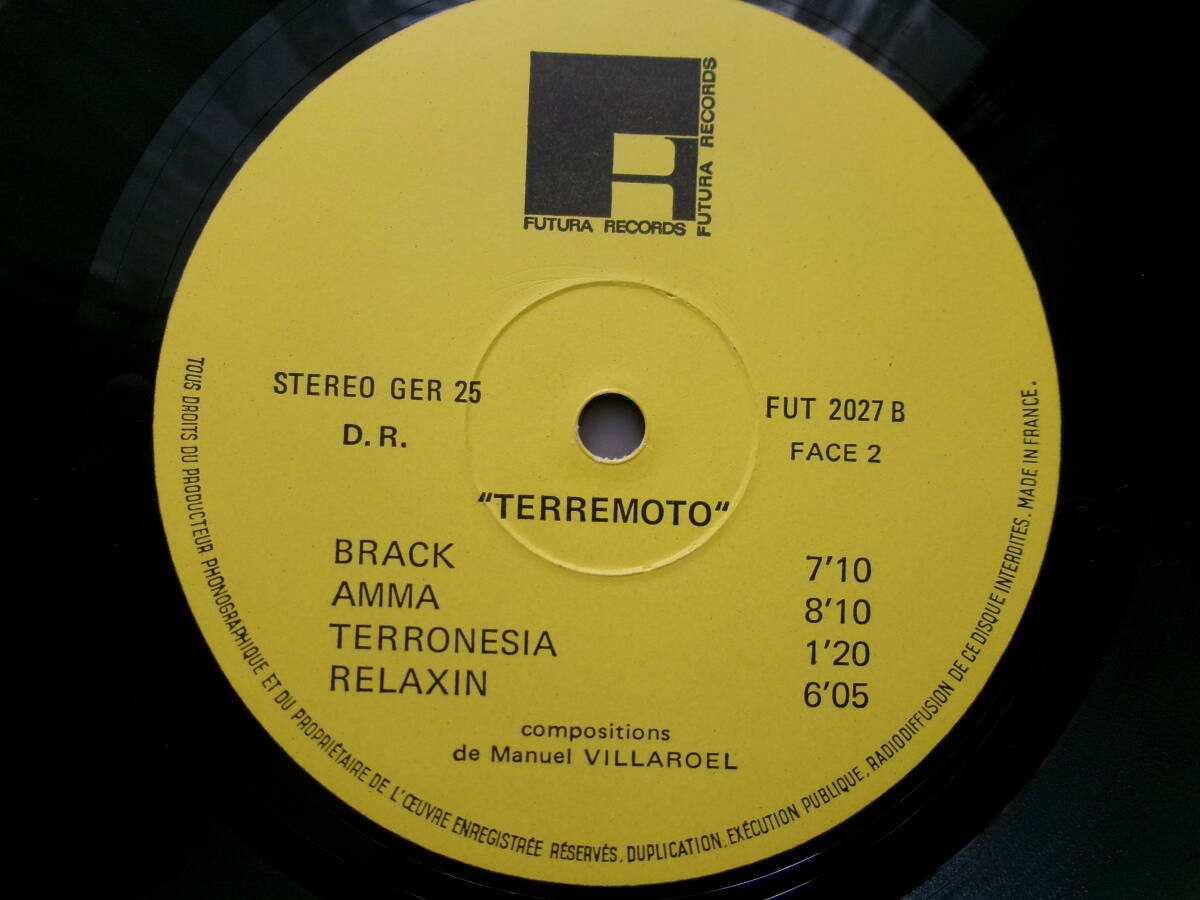 FUTURA RECORDS
FUTURA RECORDS
STEREO GER 25
D. R.
FUT 2027 B
FACE 2
“TERREMOTO“
BRACK 7’10
AMMA 8’10
TERRONESIA 1’20
RELAXIN 6’05
compositions
de Manuel VILLAROEL
TOUS DROITS DU PRODUCTEUR PHONOGRAPHIQUE ET DU PROPRIÉTAIRE DE L’ŒUVRE ENREGISTRÉE RÉSERVÉS, DUPLICATION, EXÉCUTION PUBLIQUE, RADIODIFFUSION DE CE DISQUE INTERDITES. MADE IN FRANCE.